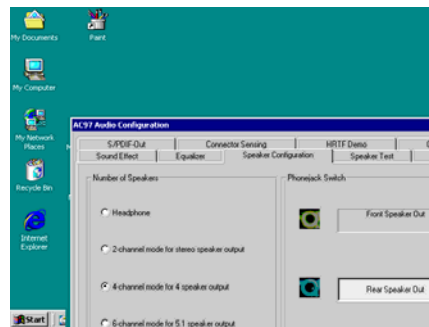 My Documents
Paint
My Computer
My Network
Places
Recycle Bin
Internet
Explorer
AC97 Audio Configuration
S/PDIF-Out
Connector Sensing
HRTF Demo
Sound Effect
Equalizer
Speaker Configuration
Speaker Test
Number of Speakers
Phonejack Switch
Headphone
Front Speaker Out
2-channel mode for stereo speaker output
4-channel mode for 4 speaker output
Rear Speaker Out
6-channel mode for 5.1 speaker output
Start